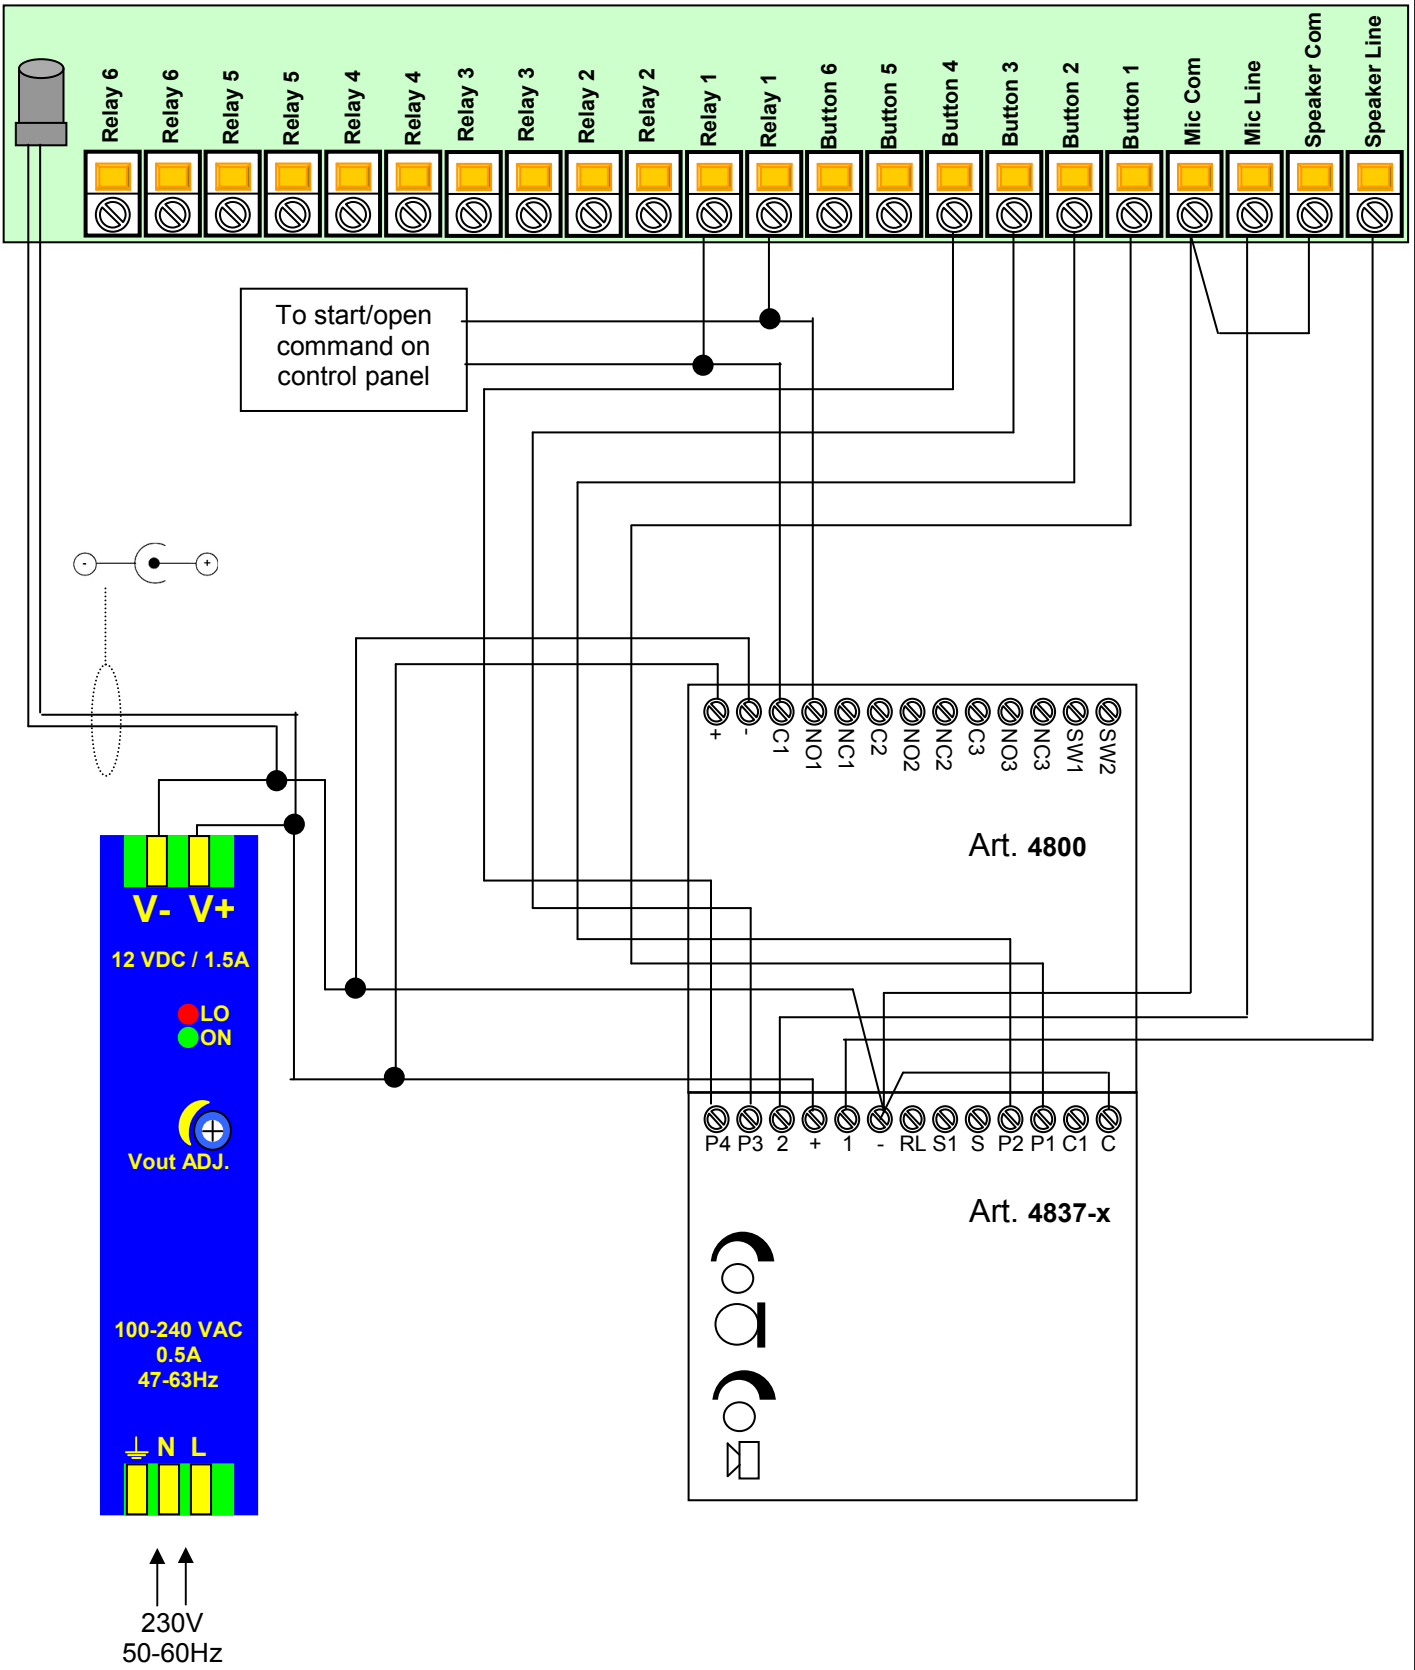 Relay 6
Relay 6
Relay 5
Relay 5
Relay 4
Relay 4
Relay 3
Relay 3
Relay 2
Relay 2
Relay 1
Relay 1
Button 6
Button 5
Button 4
Button 3
Button 2
Button 1
Mic Com
Mic Line
Speaker Com
Speaker Line
To start/open
command on
control panel
- +
+ - C1 NO1 NC1 C2 NO2 NC2 C3 NO3 NC3 SW1 SW2
Art. 4800
V- V+
12 VDC / 1.5A
LO
ON
Vout ADJ.
P4 P3 2 + 1 - RL S1 S P2 P1 C1 C
Art. 4837-x
100-240 VAC
0.5A
47-63Hz
N L
230V
50-60Hz